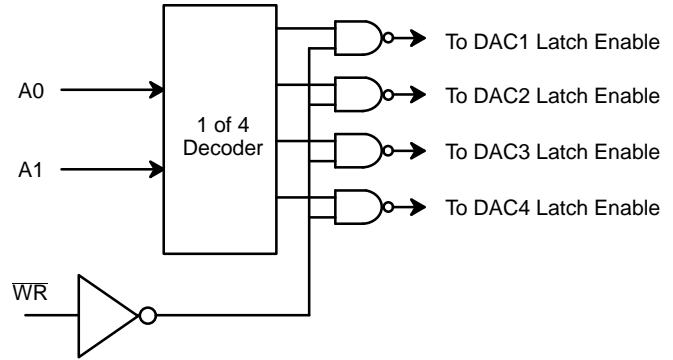 To DAC1 Latch Enable
A0
To DAC2 Latch Enable
1 of 4
Decoder
To DAC3 Latch Enable
A1
To DAC4 Latch Enable
W̅R̅